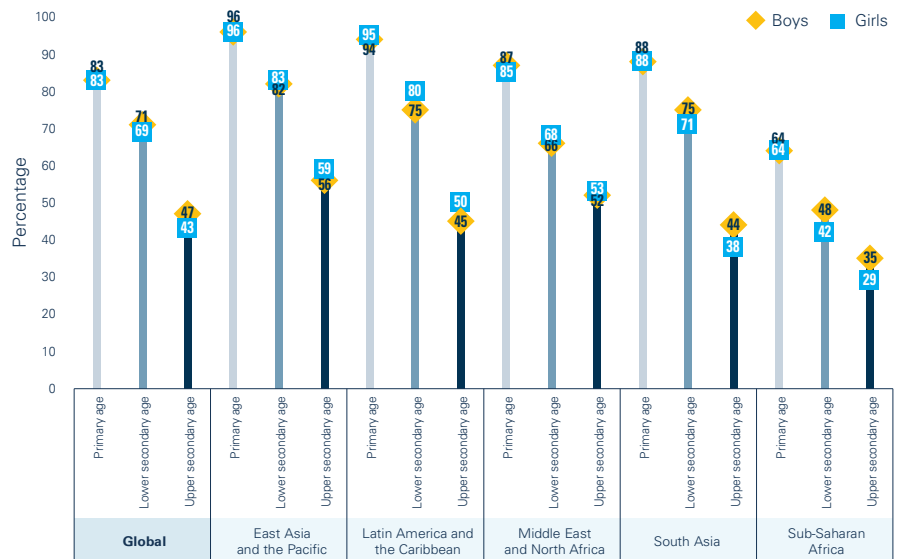 Boys
Girls
Percentage
100
90
80
70
60
50
40
30
20
10
0
83
83
71
69
47
43
96
96
83
82
59
56
95
94
80
75
50
45
87
85
68
66
53
52
88
88
75
71
44
38
64
64
48
42
35
29
Primary age
Lower secondary age
Upper secondary age
Primary age
Lower secondary age
Upper secondary age
Primary age
Lower secondary age
Upper secondary age
Primary age
Lower secondary age
Upper secondary age
Primary age
Lower secondary age
Upper secondary age
Primary age
Lower secondary age
Upper secondary age
Global
East Asia
and the Pacific
Latin America and
the Caribbean
Middle East
and North Africa
South Asia
Sub-Saharan
Africa